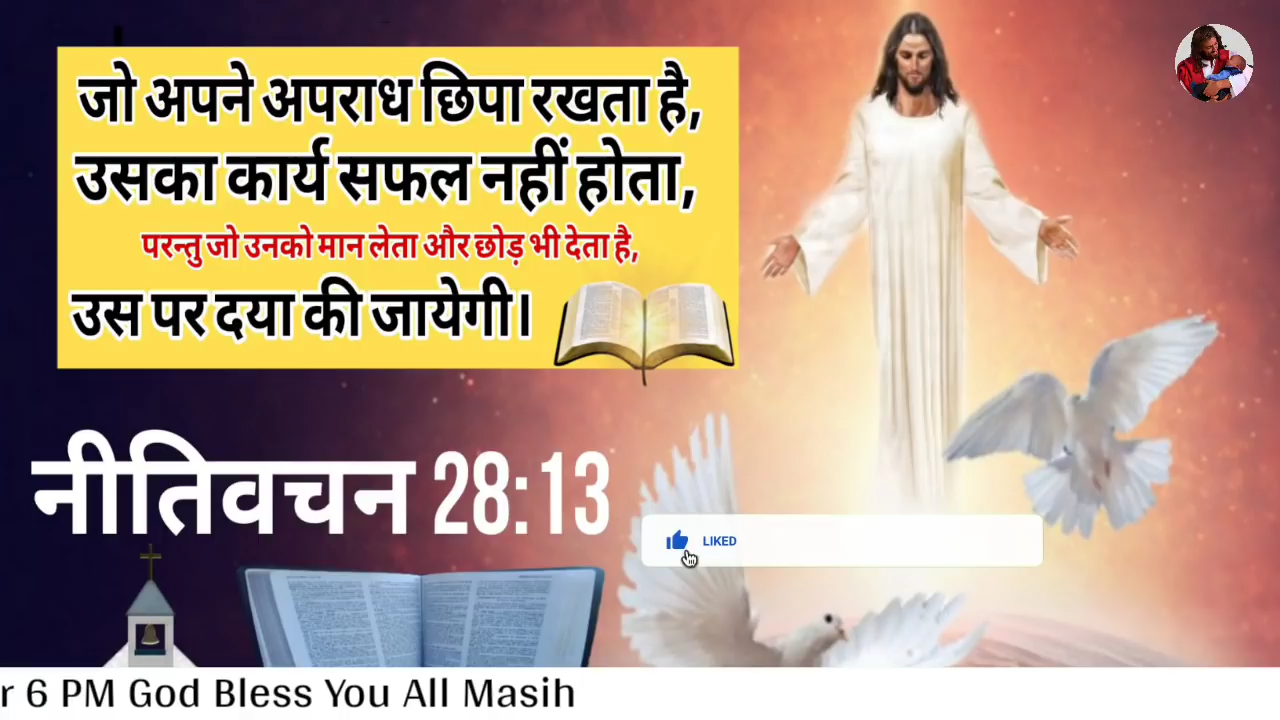 जो अपने अपराध छिपा रखता है,
उसका कार्य सफल नहीं होता,
परन्तु जो उनको मान लेता और छोड़ भी देता है,
उस पर दया की जायेगी।
नीतिवचन 28:13
LIKED
r 6 PM God Bless You All Masih